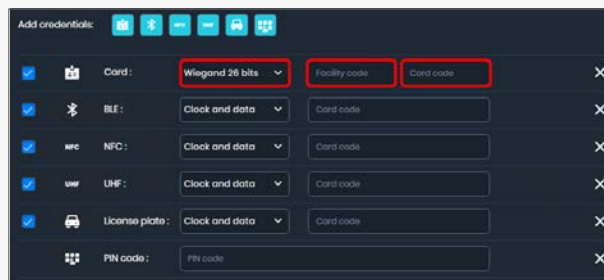 Add credentials: NFC UHF
Card : Wiegand 26 bits Facility code Card code
BLE : Clock and data Card code
NFC NFC : Clock and data Card code
UHF UHF : Clock and data Card code
License plate : Clock and data Card code
PIN code : PIN code